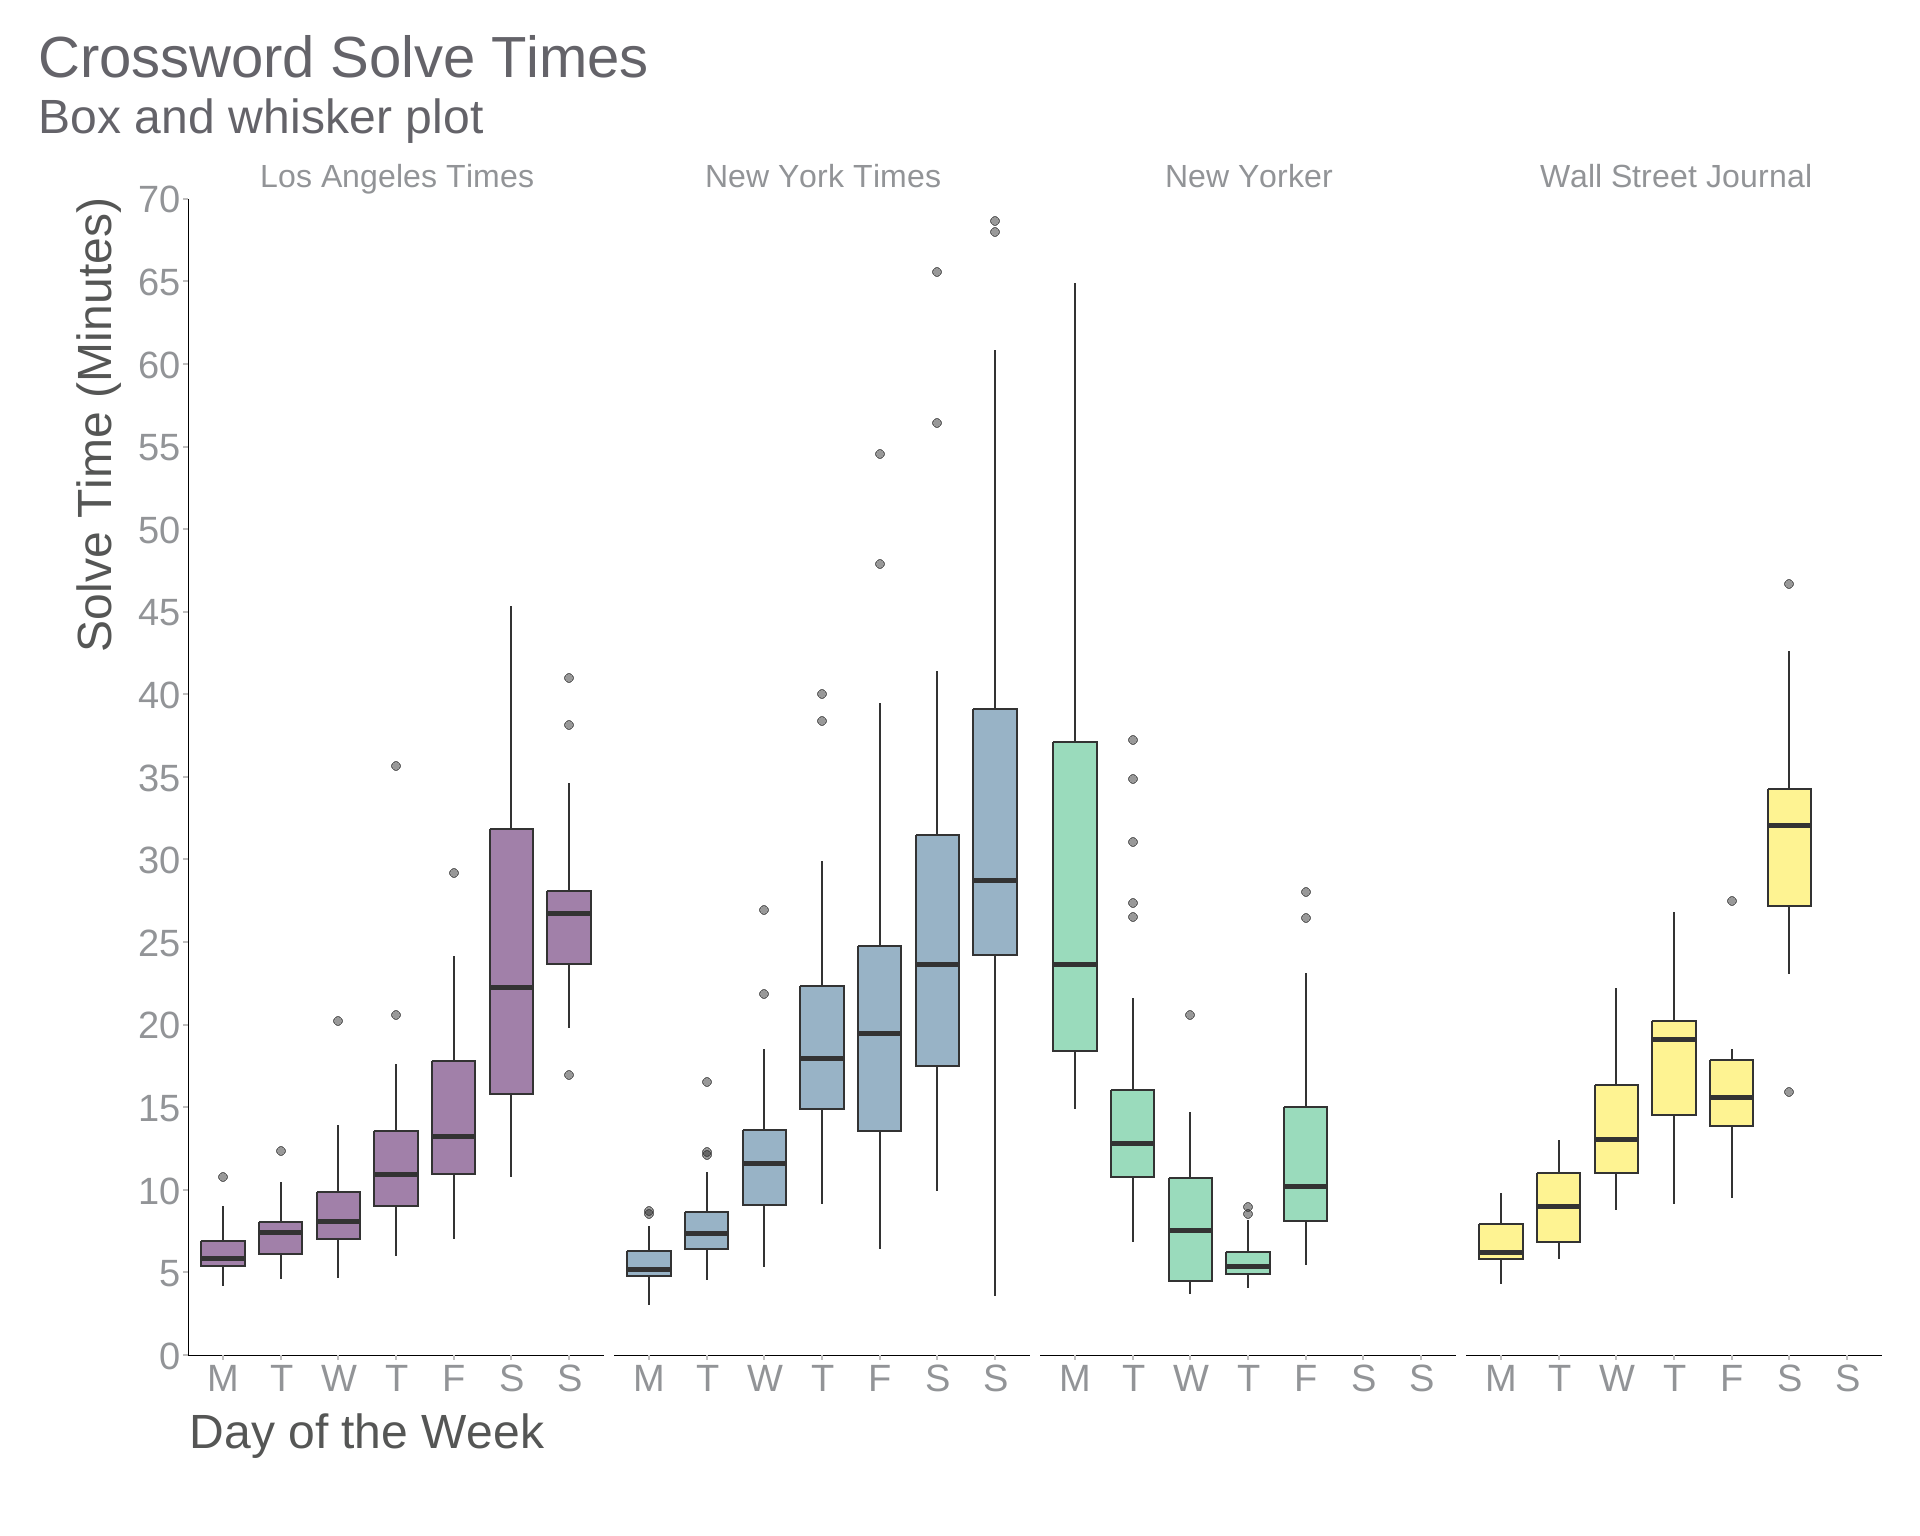 Crossword Solve Times
Box and whisker plot
Los Angeles Times
New York Times
New Yorker
Wall Street Journal
Solve Time (Minutes)
70
65
60
55
50
45
40
35
30
25
20
15
10
5
0
M T W T F S S
M T W T F S S
M T W T F S S
M T W T F S S
Day of the Week